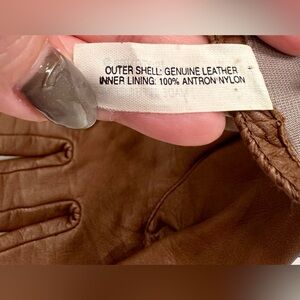 OUTER SHELL: GENUINE LEATHER
INNER LINING: 100% ANTRON NYLON